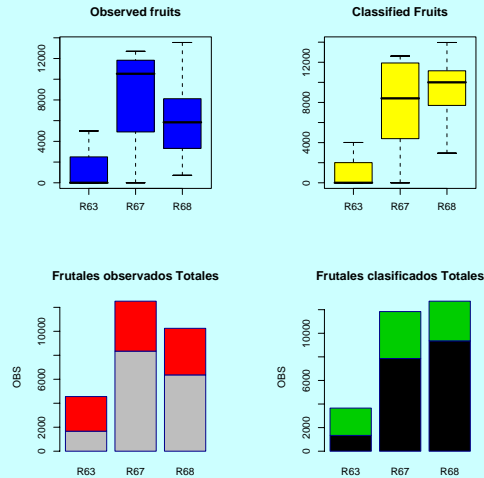 Observed fruits
12000
8000
4000
0
R63 R67 R68
Classified Fruits
12000
8000
4000
0
R63 R67 R68
Frutales observados Totales
OBS
10000
6000
2000
0
R63 R67 R68
Frutales clasificados Totales
OBS
10000
6000
2000
0
R63 R67 R68